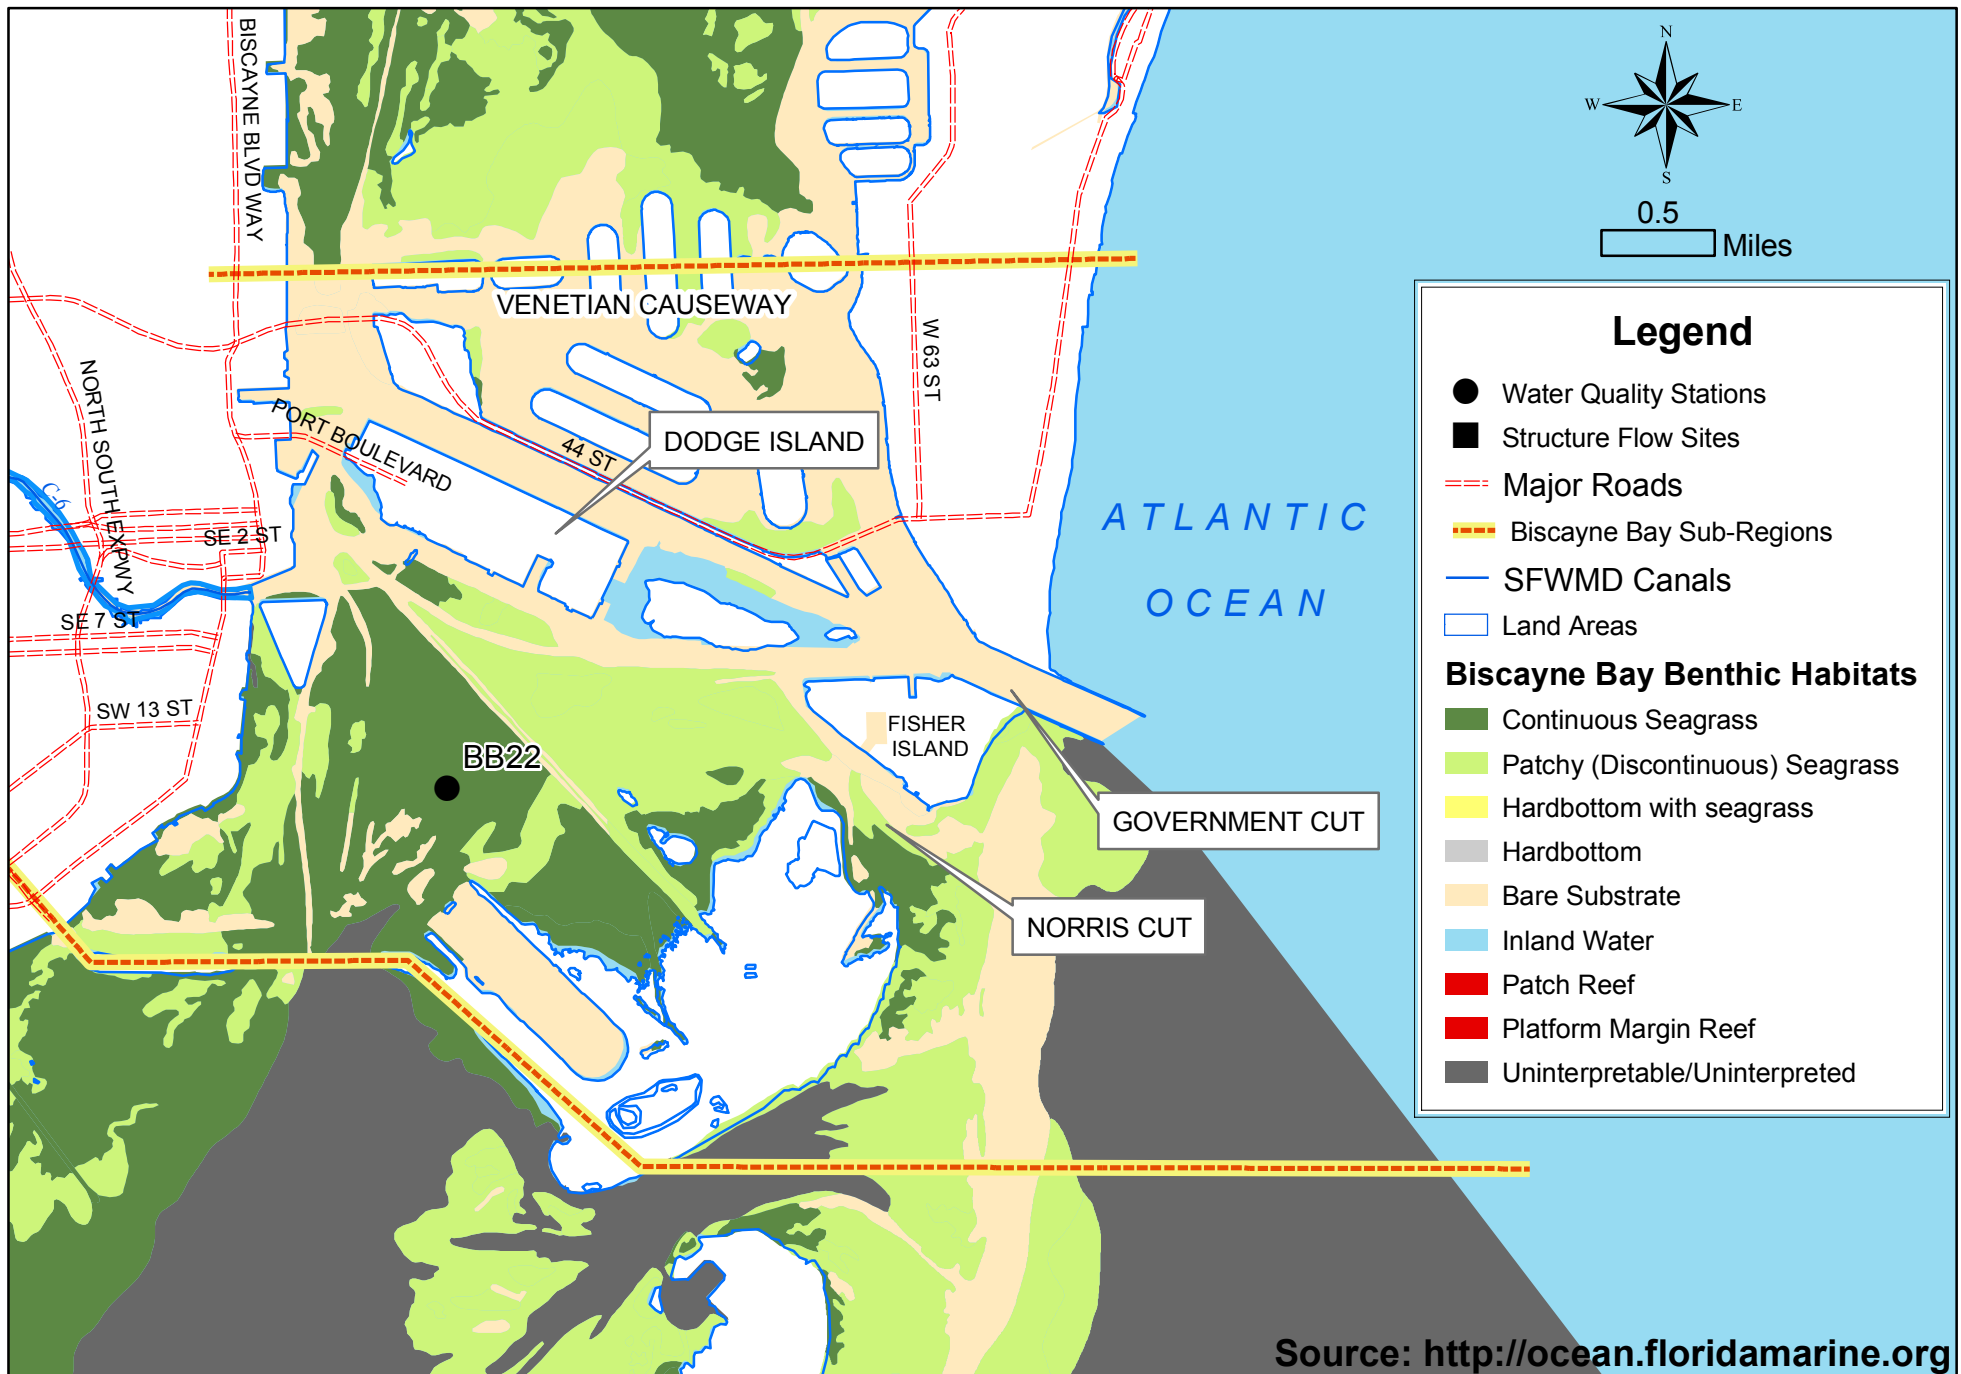 BISCAYNE BLVD WAY
N
W
E
S
0.5
Miles
VENETIAN CAUSEWAY
W 63 ST
NORTH SOUTH EXPWY
PORT BOULEVARD
44 ST
DODGE ISLAND
C-6
SE 2 ST
SE 7 ST
SW 13 ST
ATLANTIC
OCEAN
FISHER
ISLAND
BB22
GOVERNMENT CUT
NORRIS CUT
Legend
Water Quality Stations
Structure Flow Sites
Major Roads
Biscayne Bay Sub-Regions
SFWMD Canals
Land Areas
Biscayne Bay Benthic Habitats
Continuous Seagrass
Patchy (Discontinuous) Seagrass
Hardbottom with seagrass
Hardbottom
Bare Substrate
Inland Water
Patch Reef
Platform Margin Reef
Uninterpretable/Uninterpreted
Source: http://ocean.floridamarine.org